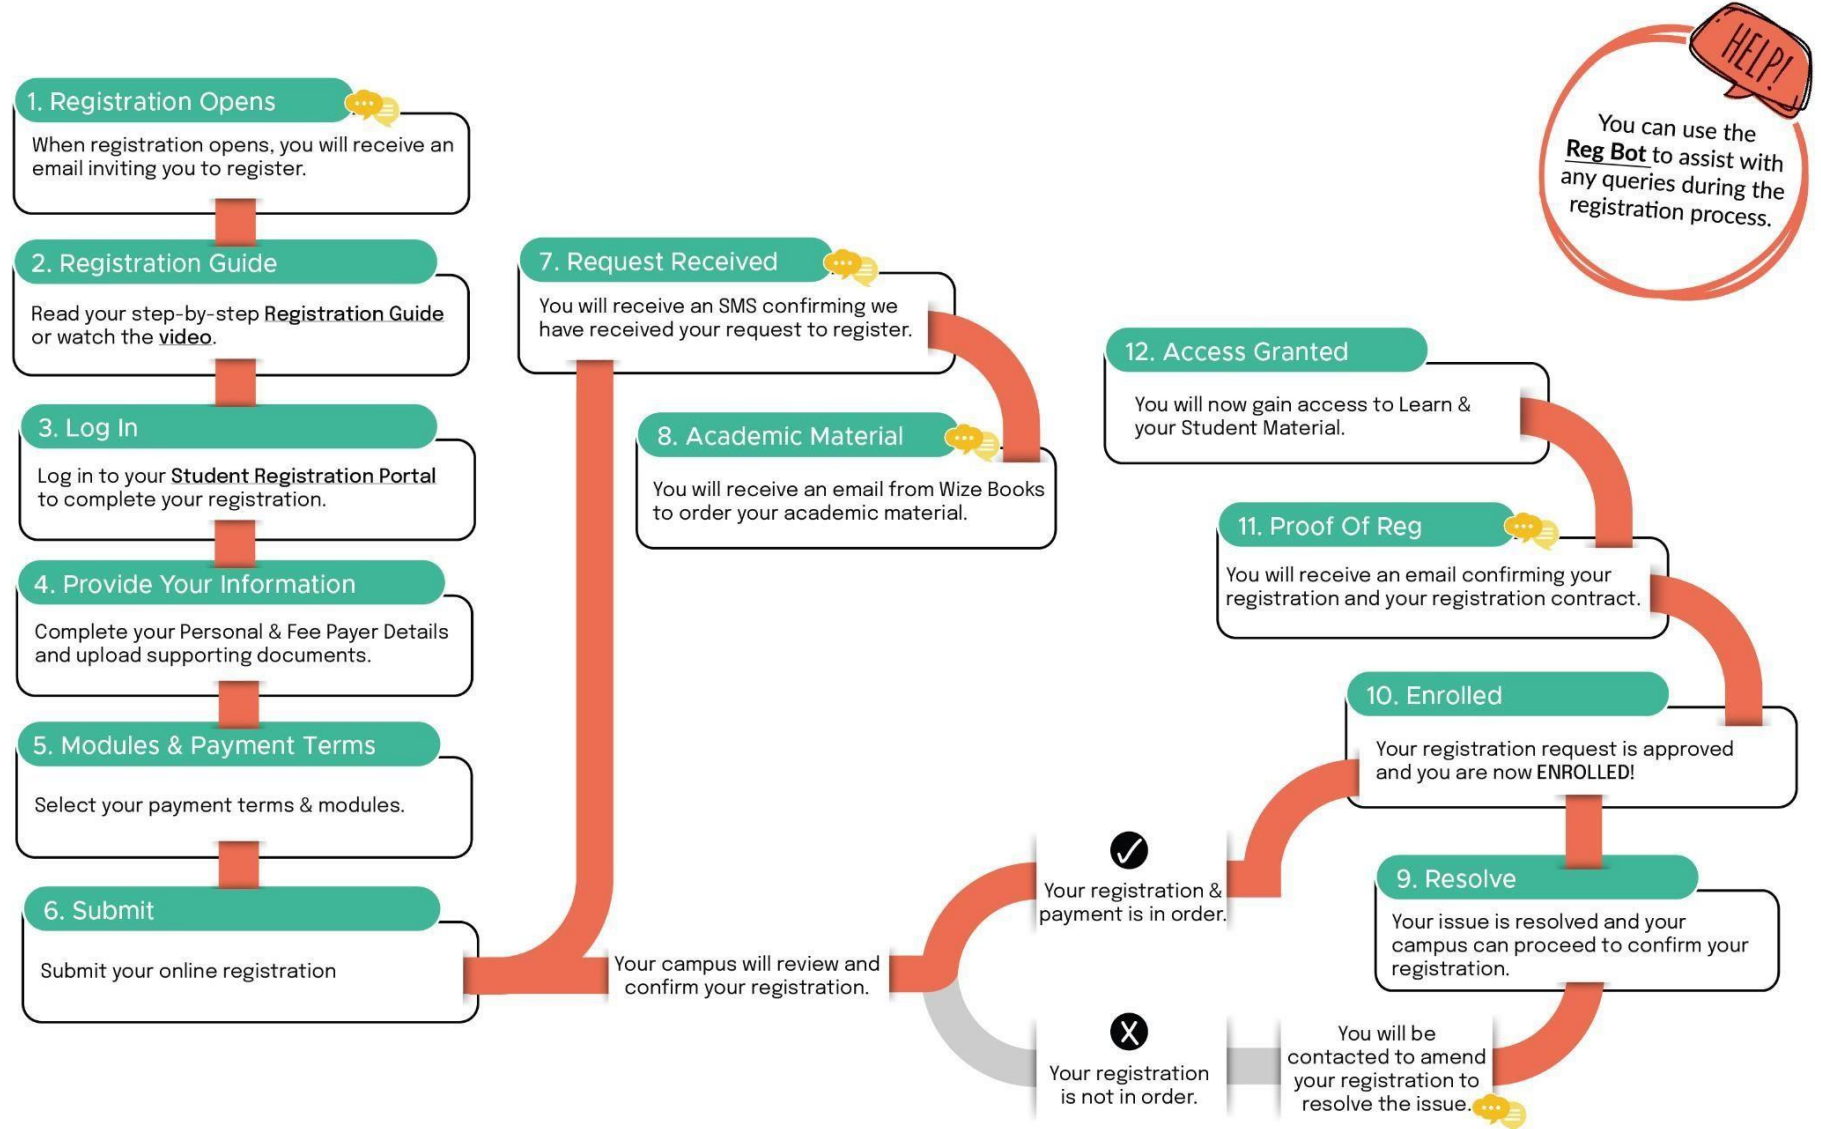 1. Registration Opens
When registration opens, you will receive an
email inviting you to register.
2. Registration Guide
Read your step-by-step Registration Guide
or watch the video.
3. Log In
Log in to your Student Registration Portal
to complete your registration.
4. Provide Your Information
Complete your Personal & Fee Payer Details
and upload supporting documents.
5. Modules & Payment Terms
Select your payment terms & modules.
6. Submit
Submit your online registration
7. Request Received
You will receive an SMS confirming we
have received your request to register.
8. Academic Material
You will receive an email from Wize Books
to order your academic material.
Your campus will review and
confirm your registration.
✓
Your registration &
payment is in order.
X
Your registration
is not in order.
You will be
contacted to amend
your registration to
resolve the issue.
9. Resolve
Your issue is resolved and your
campus can proceed to confirm your
registration.
10. Enrolled
Your registration request is approved
and you are now ENROLLED!
11. Proof Of Reg
You will receive an email confirming your
registration and your registration contract.
12. Access Granted
You will now gain access to Learn &
your Student Material.
HELP!
You can use the
Reg Bot to assist with
any queries during the
registration process.